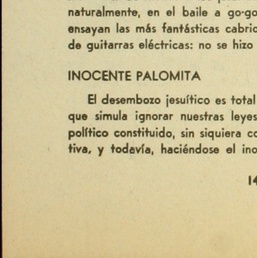 naturalmente, en el baile a go-go
ensayan las más fantásticas cabrio
de guitarras eléctricas: no se hizo
INOCENTE PALOMITA
El desembozo jesuítico es total
que simula ignorar nuestras leyes
político constituido, sin siquiera co
tiva, y todavía, haciéndose el ino
14